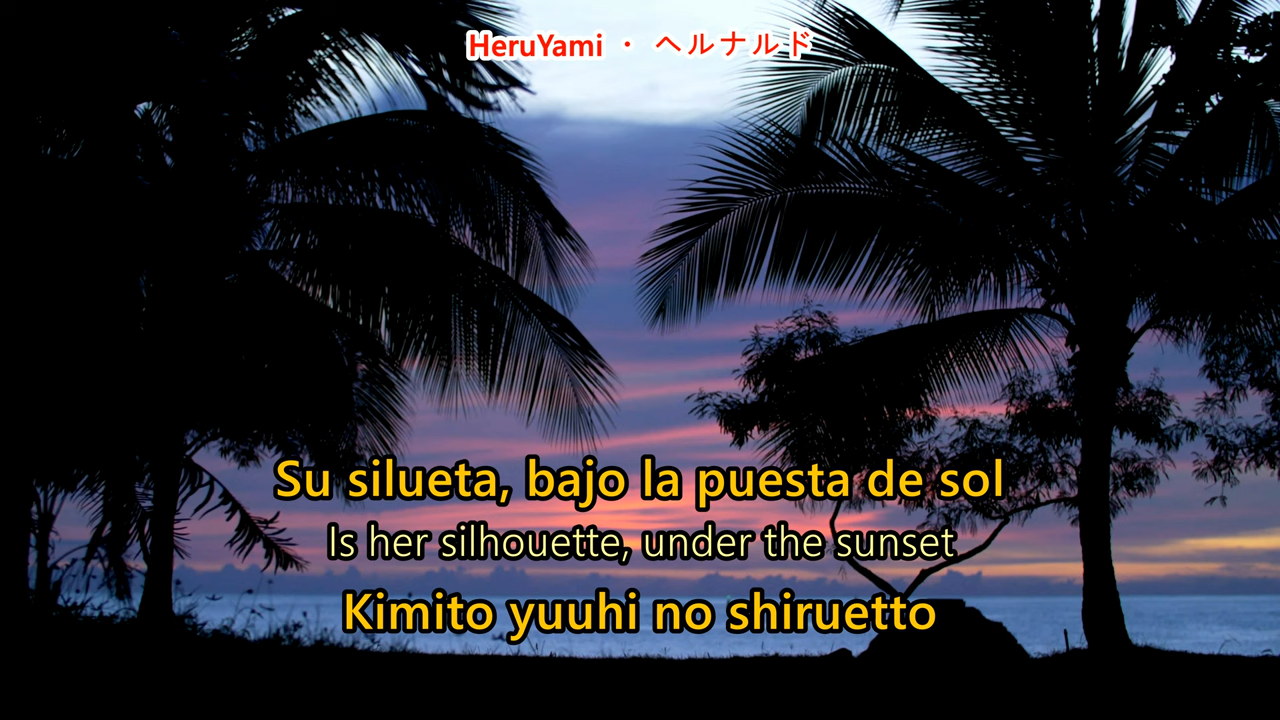 HeruYami · ヘルナルド
Su silueta, bajo la puesta de sol
Is her silhouette, under the sunset
Kimito yuuhi no shiruetto